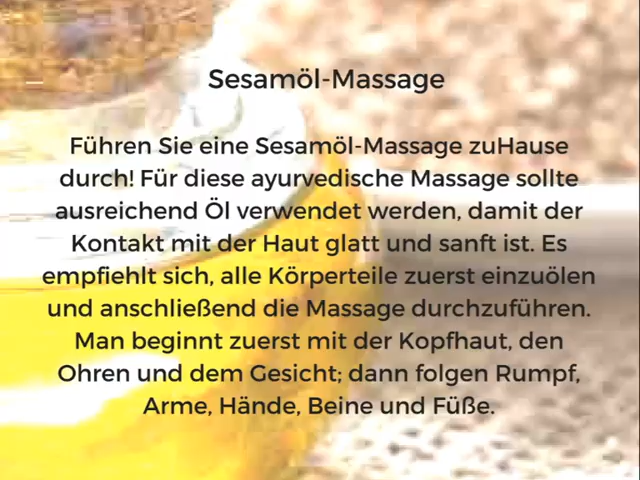 Sesamöl-Massage
Führen Sie eine Sesamöl-Massage zuHause
durch! Für diese ayurvedische Massage sollte
ausreichend Öl verwendet werden, damit der
Kontakt mit der Haut glatt und sanft ist. Es
empfiehlt sich, alle Körperteile zuerst einzuölen
und anschließend die Massage durchzuführen.
Man beginnt zuerst mit der Kopfhaut, den
Ohren und dem Gesicht; dann folgen Rumpf,
Arme, Hände, Beine und Füße.